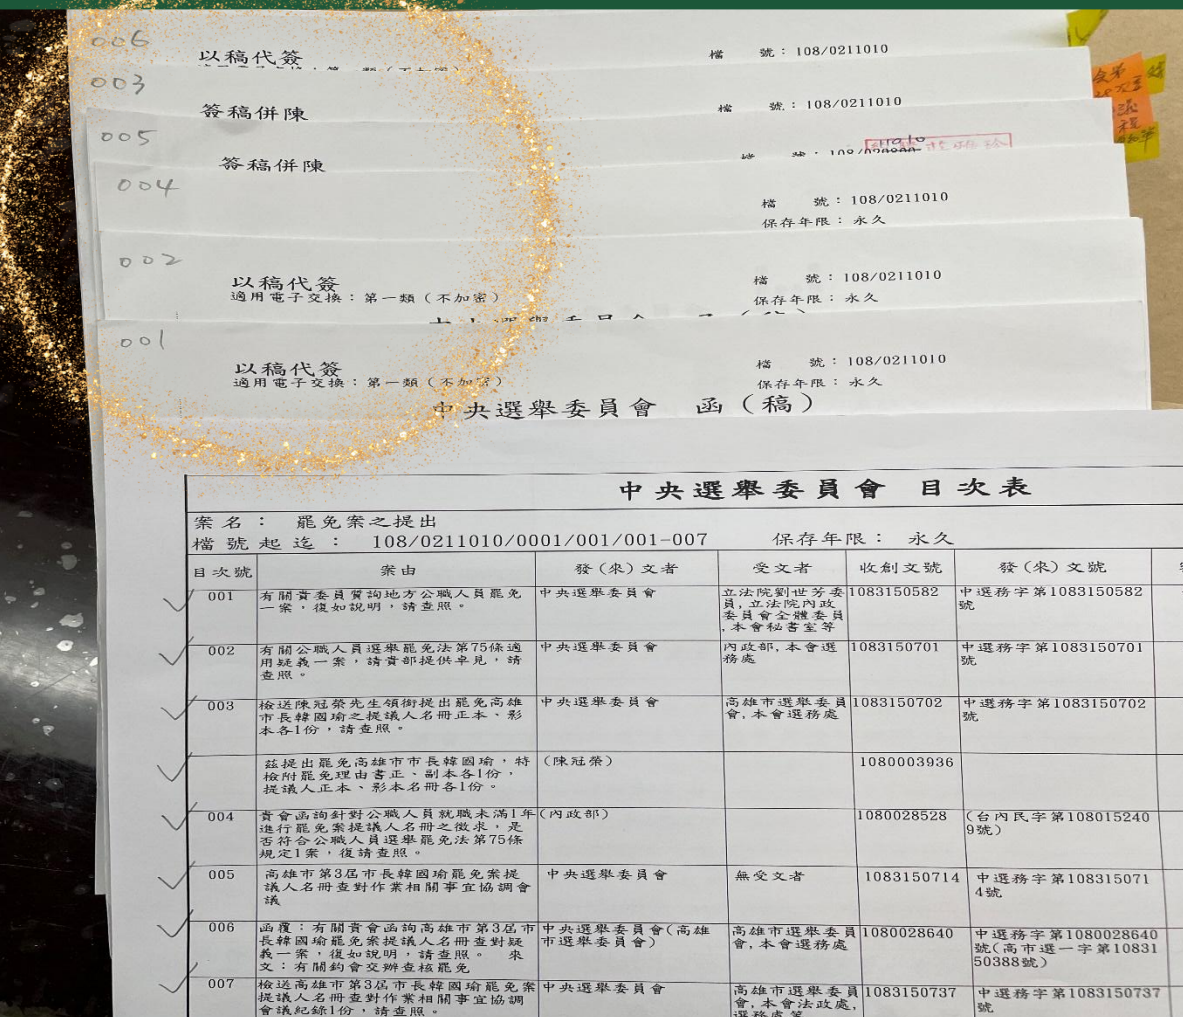 006
以稿代簽
檔 號：108/0211010
003
簽稿併陳
檔 號：108/0211010
005
簽稿併陳
004
檔 號：108/0211010
保存年限：永久
002
以稿代簽
適用電子交換：第一類（不加密）
檔 號：108/0211010
保存年限：永久
001
以稿代簽
適用電子交換：第一類（不加密）
檔 號：108/0211010
保存年限：永久
中央選舉委員會 函（稿）
中央選舉委員會 目次表
案名： 罷免案之提出
檔號起迄： 108/0211010/0001/001/001-007 保存年限： 永久
目次號 案由 發(來)文者 受文者 收創文號 發(來)文號
001
有關貴委員質詢地方公職人員罷免
一案，復如說明，請查照。
中央選舉委員會
立法院劉世芳委
員,立法院內政
委員會全體委員
,本會秘書室等
1083150582
中選務字第1083150582
號
002
有關公職人員選舉罷免法第75條適
用疑義一案，請貴部提供卓見，請
查照。
中央選舉委員會
內政部,本會選
務處
1083150701
中選務字第1083150701
號
003
檢送陳冠榮先生領銜提出罷免高雄
市長韓國瑜之提議人名冊正本、影
本各1份，請查照。
中央選舉委員會
高雄市選舉委員
會,本會選務處
1083150702
中選務字第1083150702
號
茲提出罷免高雄市市長韓國瑜，特
檢附罷免理由書正、副本各1份，
提議人正本、影本名冊各1份。
(陳冠榮)
1080003936
004
貴會函詢針對公職人員就職未滿1年
進行罷免案提議人名冊之徵求，是
否符合公職人員選舉罷免法第75條
規定1案，復請查照。
(內政部)
1080028528
(台內民字第108015240
9號)
005
高雄市第3屆市長韓國瑜罷免案提
議人名冊查對作業相關事宜協調會
議
中央選舉委員會
無受文者
1083150714
中選務字第108315071
4號
006
函覆：有關貴會函詢高雄市第3屆市
長韓國瑜罷免案提議人名冊查對疑
義一案，復如說明，請查照。 來
文：有關鈞會交辦查核罷免
中央選舉委員會(高雄
市選舉委員會)
高雄市選舉委員
會,本會選務處
1080028640
中選務字第1080028640
號(高市選一字第10831
50388號)
007
檢送高雄市第3屆市長韓國瑜罷免案
提議人名冊查對作業相關事宜協調
會議紀錄1份，請查照。
中央選舉委員會
高雄市選舉委員
會,本會法政處,
選務處等
1083150737
中選務字第1083150737
號